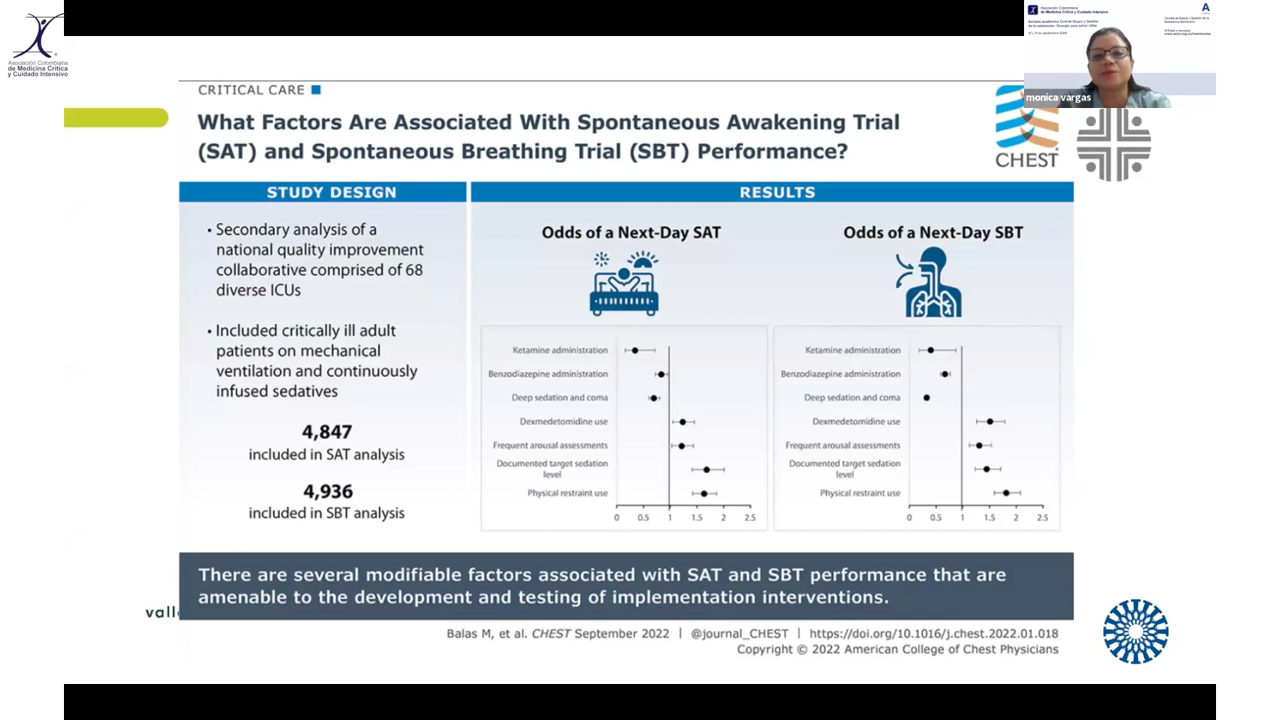 Asociación Colombiana
de Medicina Crítica
y Cuidado Intensivo
Asociación Colombiana
de Medicina Crítica y Cuidado Intensivo
monica vargas
CRITICAL CARE
What Factors Are Associated With Spontaneous Awakening Trial
(SAT) and Spontaneous Breathing Trial (SBT) Performance?
CHEST
STUDY DESIGN
• Secondary analysis of a
national quality improvement
collaborative comprised of 68
diverse ICUs
• Included critically ill adult
patients on mechanical
ventilation and continuously
infused sedatives
4,847
included in SAT analysis
4,936
included in SBT analysis
RESULTS
Odds of a Next-Day SAT
Ketamine administration
Benzodiazepine administration
Deep sedation and coma
Dexmedetomidine use
Frequent arousal assessments
Documented target sedation
level
Physical restraint use
0 0.5 1 1.5 2 2.5
Odds of a Next-Day SBT
Ketamine administration
Benzodiazepine administration
Deep sedation and coma
Dexmedetomidine use
Frequent arousal assessments
Documented target sedation
level
Physical restraint use
0 0.5 1 1.5 2 2.5
There are several modifiable factors associated with SAT and SBT performance that are
amenable to the development and testing of implementation interventions.
Balas M, et al. CHEST September 2022 | @journal_CHEST | https://doi.org/10.1016/j.chest.2022.01.018
Copyright © 2022 American College of Chest Physicians